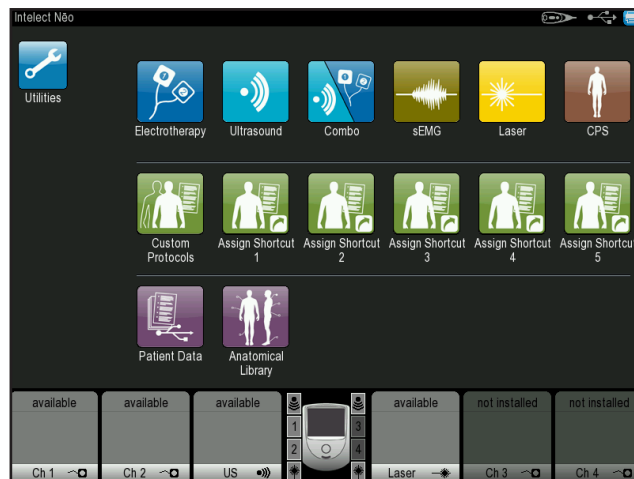 Intelect Nēo
Utilities
Electrotherapy
Ultrasound
Combo
sEMG
Laser
CPS
Custom
Protocols
Assign Shortcut
1
Assign Shortcut
2
Assign Shortcut
3
Assign Shortcut
4
Assign Shortcu
5
Patient Data
Anatomical
Library
available
available
available
available
not installed
not installed
1
3
2
4
Ch 1
Ch 2
US
Laser
Ch 3
Ch 4